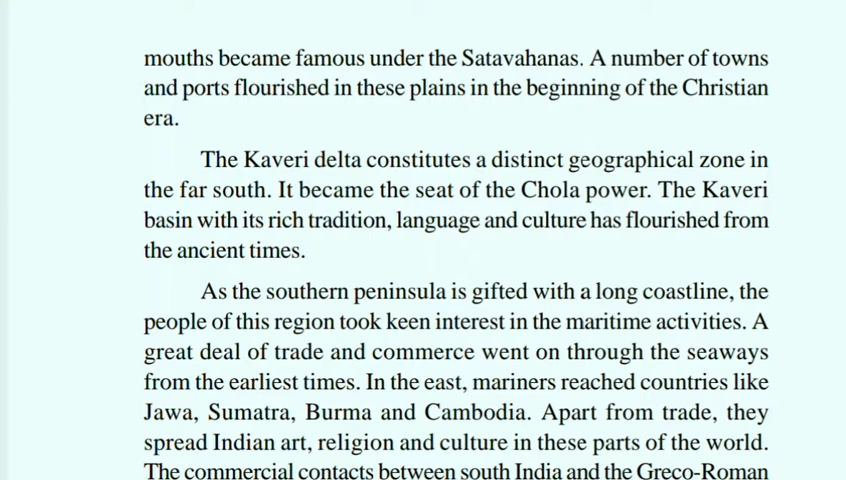 mouths became famous under the Satavahanas. A number of towns
and ports flourished in these plains in the beginning of the Christian
era.
The Kaveri delta constitutes a distinct geographical zone in
the far south. It became the seat of the Chola power. The Kaveri
basin with its rich tradition, language and culture has flourished from
the ancient times.
As the southern peninsula is gifted with a long coastline, the
people of this region took keen interest in the maritime activities. A
great deal of trade and commerce went on through the seaways
from the earliest times. In the east, mariners reached countries like
Jawa, Sumatra, Burma and Cambodia. Apart from trade, they
spread Indian art, religion and culture in these parts of the world.
The commercial contacts between south India and the Greco-Roman